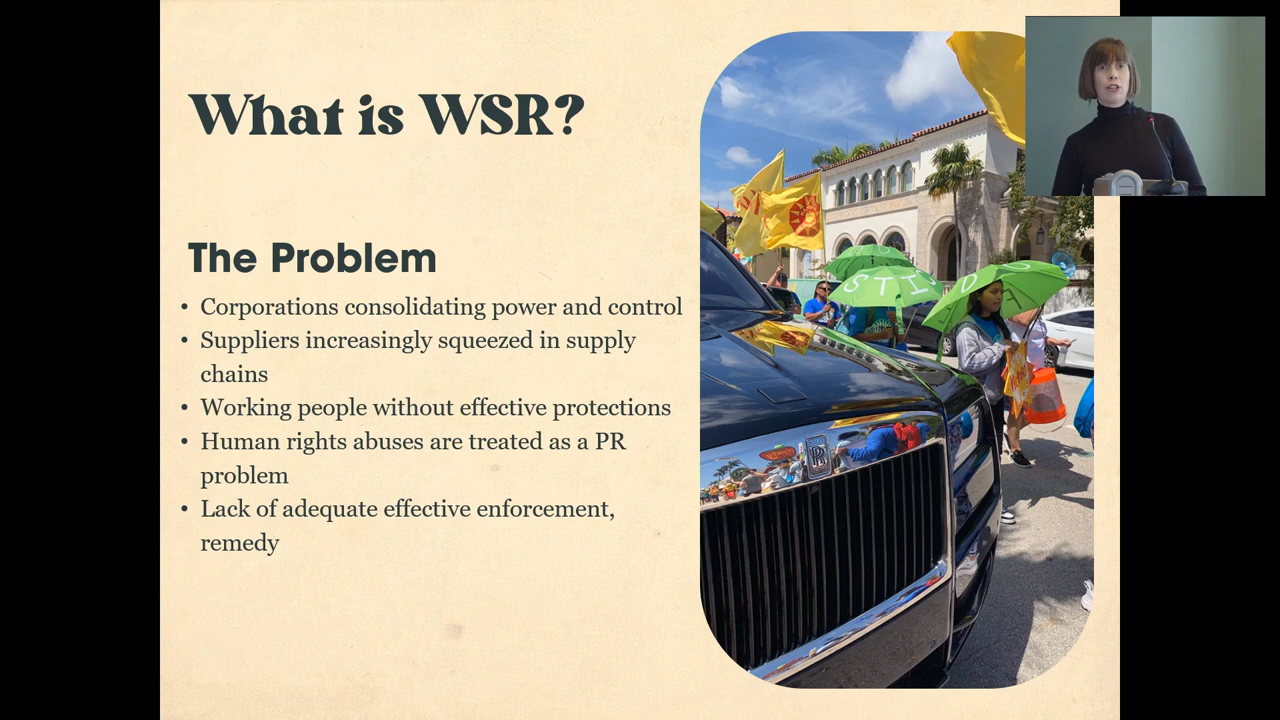 What is WSR?
The Problem
• Corporations consolidating power and control
• Suppliers increasingly squeezed in supply
chains
• Working people without effective protections
• Human rights abuses are treated as a PR
problem
• Lack of adequate effective enforcement,
remedy
STI
D